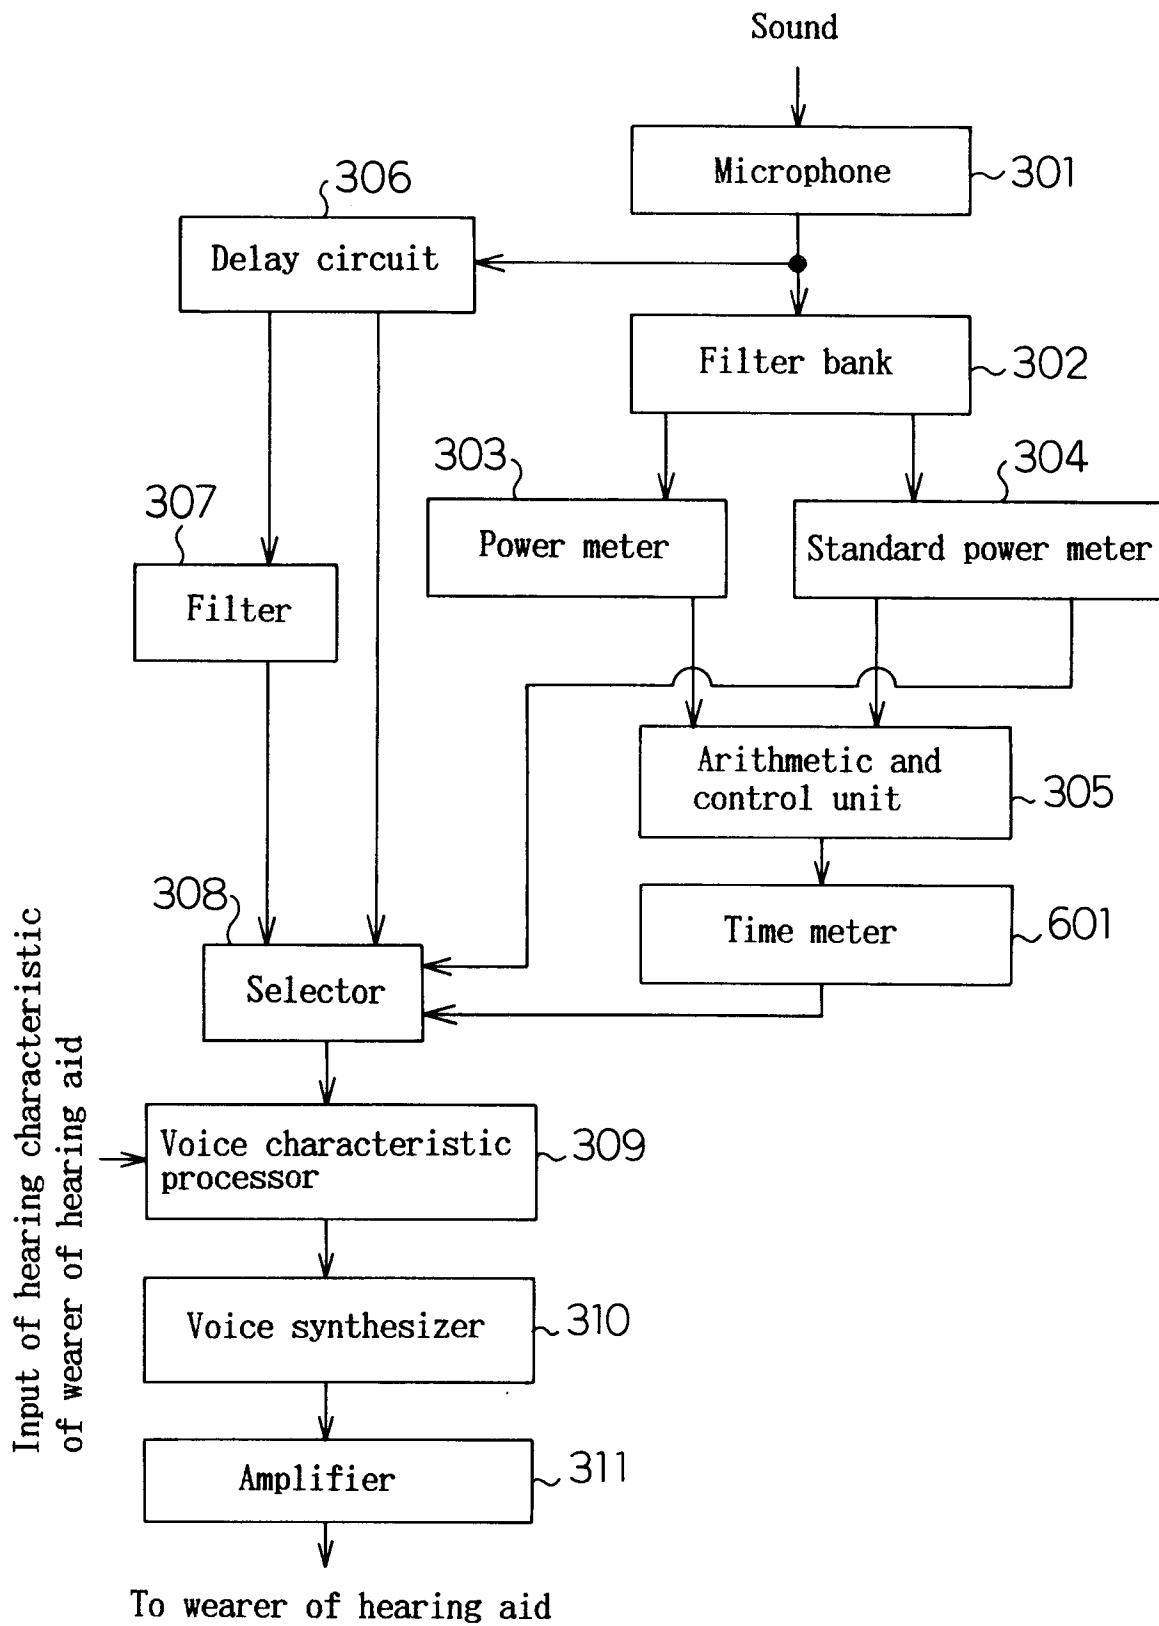 Sound
Microphone
301
306
Delay circuit
Filter bank
302
303
304
307
Power meter
Standard power meter
Filter
Arithmetic and
control unit
305
308
Time meter
601
Selector
Input of hearing characteristic
of wearer of hearing aid
Voice characteristic
processor
309
Voice synthesizer
310
Amplifier
311
To wearer of hearing aid